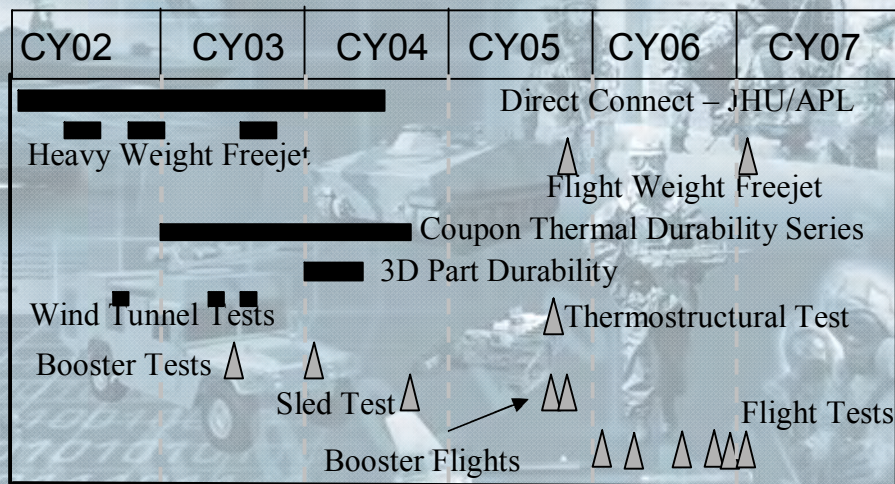 CY02 CY03 CY04 CY05 CY06 CY07
Direct Connect – JHU/APL
Heavy Weight Freejet
Flight Weight Freejet
Coupon Thermal Durability Series
3D Part Durability
Wind Tunnel Tests
Thermostructural Test
Booster Tests
Sled Test
Flight Tests
Booster Flights